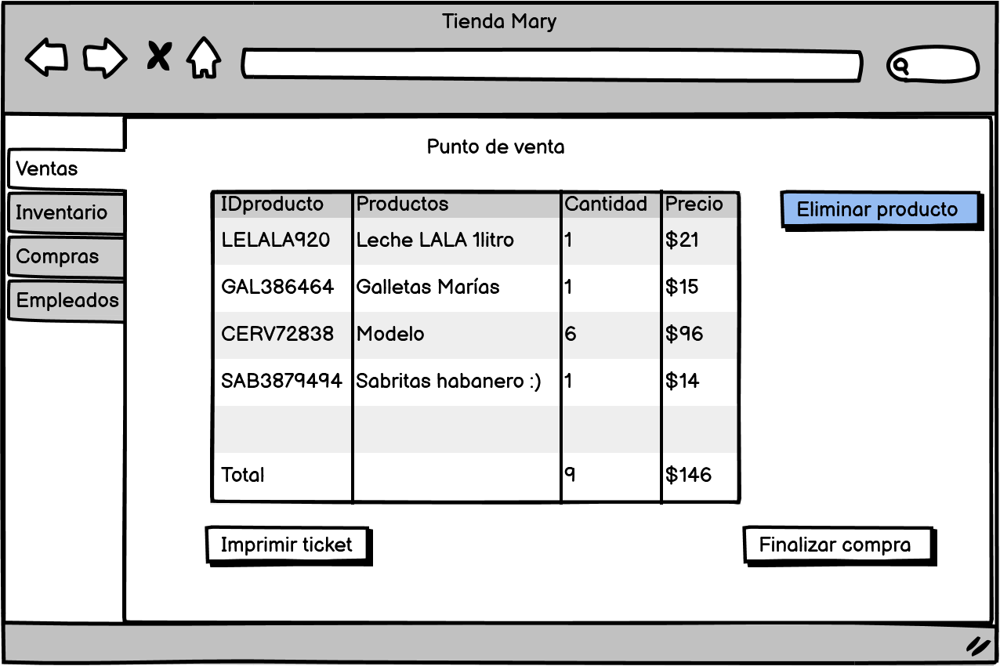 Tienda Mary
Punto de venta
Ventas
Inventario
Compras
Empleados
IDproducto Productos Cantidad Precio
LELALA920 Leche LALA 1litro 1 $21
GAL386464 Galletas Marías 1 $15
CERV72838 Modelo 6 $96
SAB3879494 Sabritas habanero :) 1 $14
Total 9 $146
Eliminar producto
Imprimir ticket
Finalizar compra